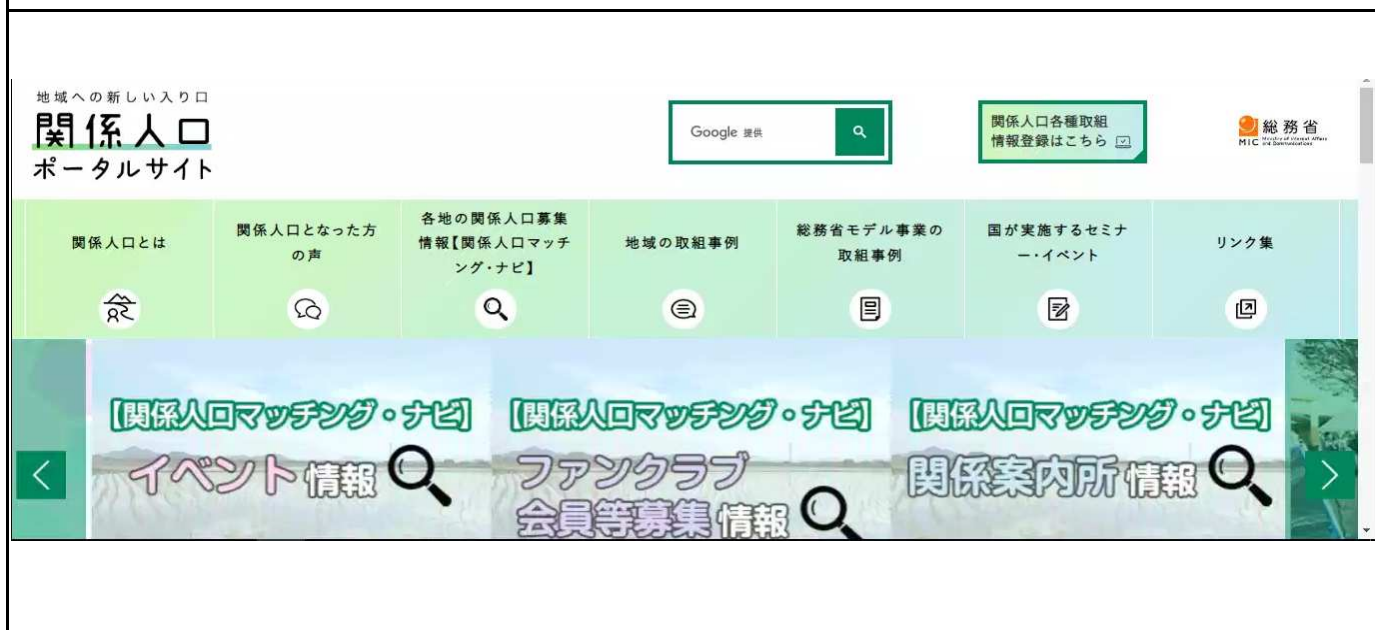 地域への新しい入り口
関係人口
ポータルサイト
Google 提供
関係人口各種取組
情報登録はこちら
総務省
MIC Ministry of Internal Affairs
and Communications
関係人口とは
関係人口となった方
の声
各地の関係人口募集
情報【関係人口マッチ
ング・ナビ】
地域の取組事例
総務省モデル事業の
取組事例
国が実施するセミナ
ー・イベント
リンク集
【関係人口マッチング・ナビ】
イベント情報
【関係人口マッチング・ナビ】
ファンクラブ
会員等募集情報
【関係人口マッチング・ナビ】
関係案内所情報